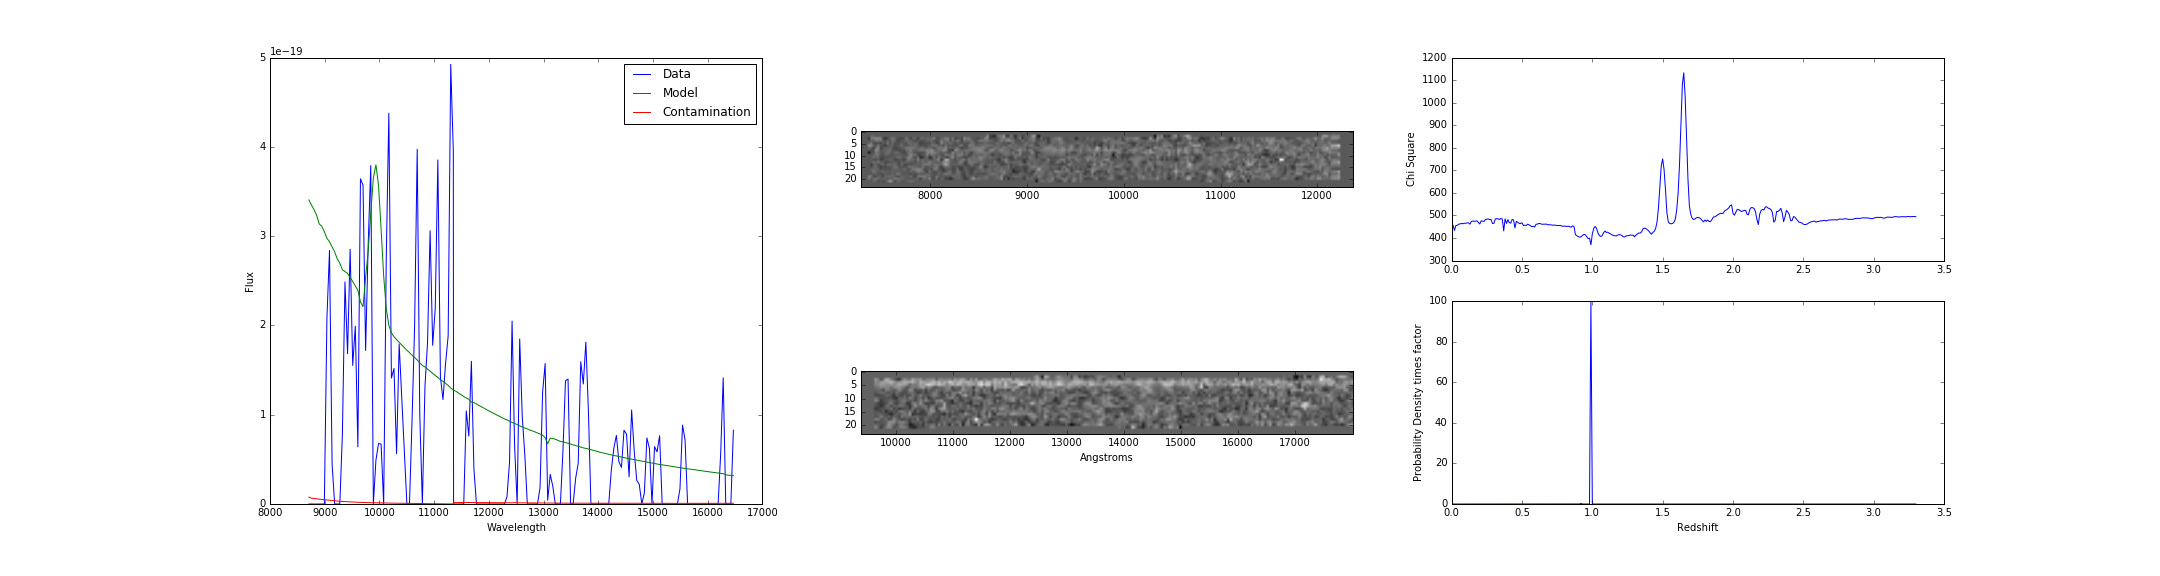 1e−19
5
4
3
2
1
0
Flux
8000 9000 10000 11000 12000 13000 14000 15000 16000 17000
Wavelength
Data
Model
Contamination
0
5
10
15
20
8000 9000 10000 11000 12000
0
5
10
15
20
10000 11000 12000 13000 14000 15000 16000 17000
Angstroms
1200
1100
1000
900
800
700
600
500
400
300
Chi Square
0.0 0.5 1.0 1.5 2.0 2.5 3.0 3.5
100
80
60
40
20
0
Probability Density times factor
0.0 0.5 1.0 1.5 2.0 2.5 3.0 3.5
Redshift